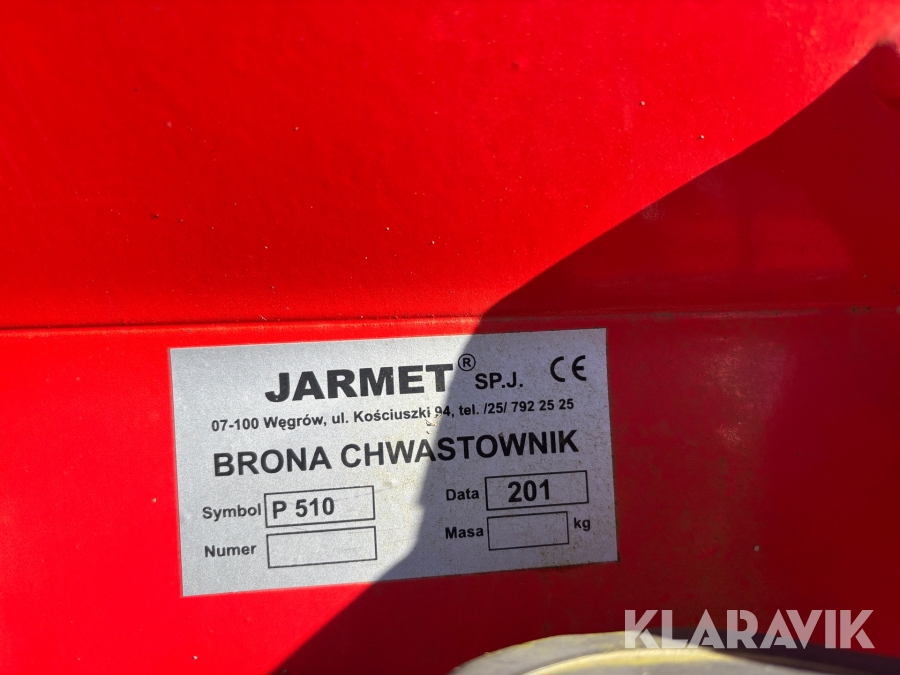 JARMET® SP.J. CE
07-100 Węgrów, ul. Kościuszki 94, tel. /25/ 792 25 25
BRONA CHWASTOWNIK
Symbol P 510 Data 201
Numer Masa kg
KLARAVIK